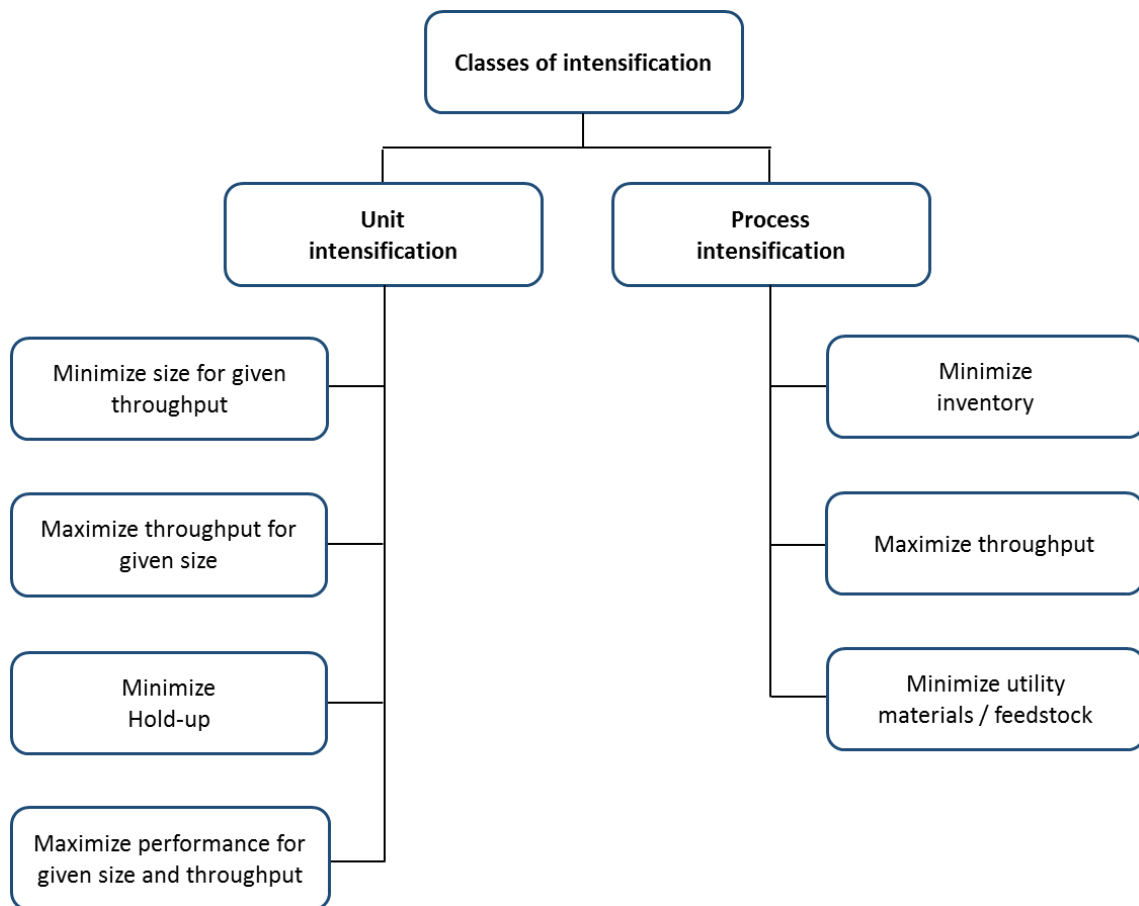 Classes of intensification
Unit
intensification
Process
intensification
Minimize size for given
throughput
Maximize throughput for
given size
Minimize
Hold-up
Maximize performance for
given size and throughput
Minimize
inventory
Maximize throughput
Minimize utility
materials / feedstock